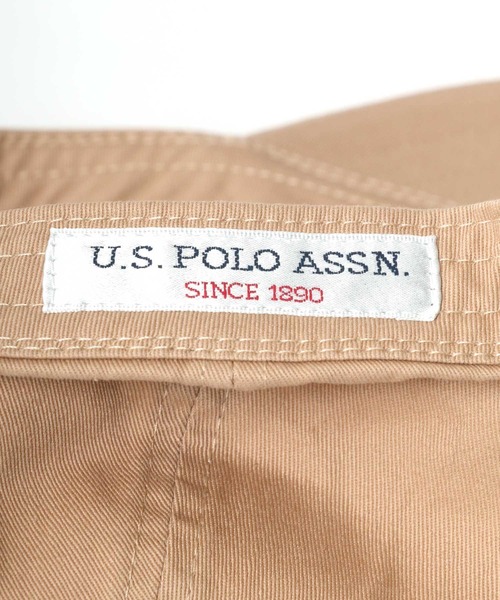 U.S. POLO ASSN.
SINCE 1890